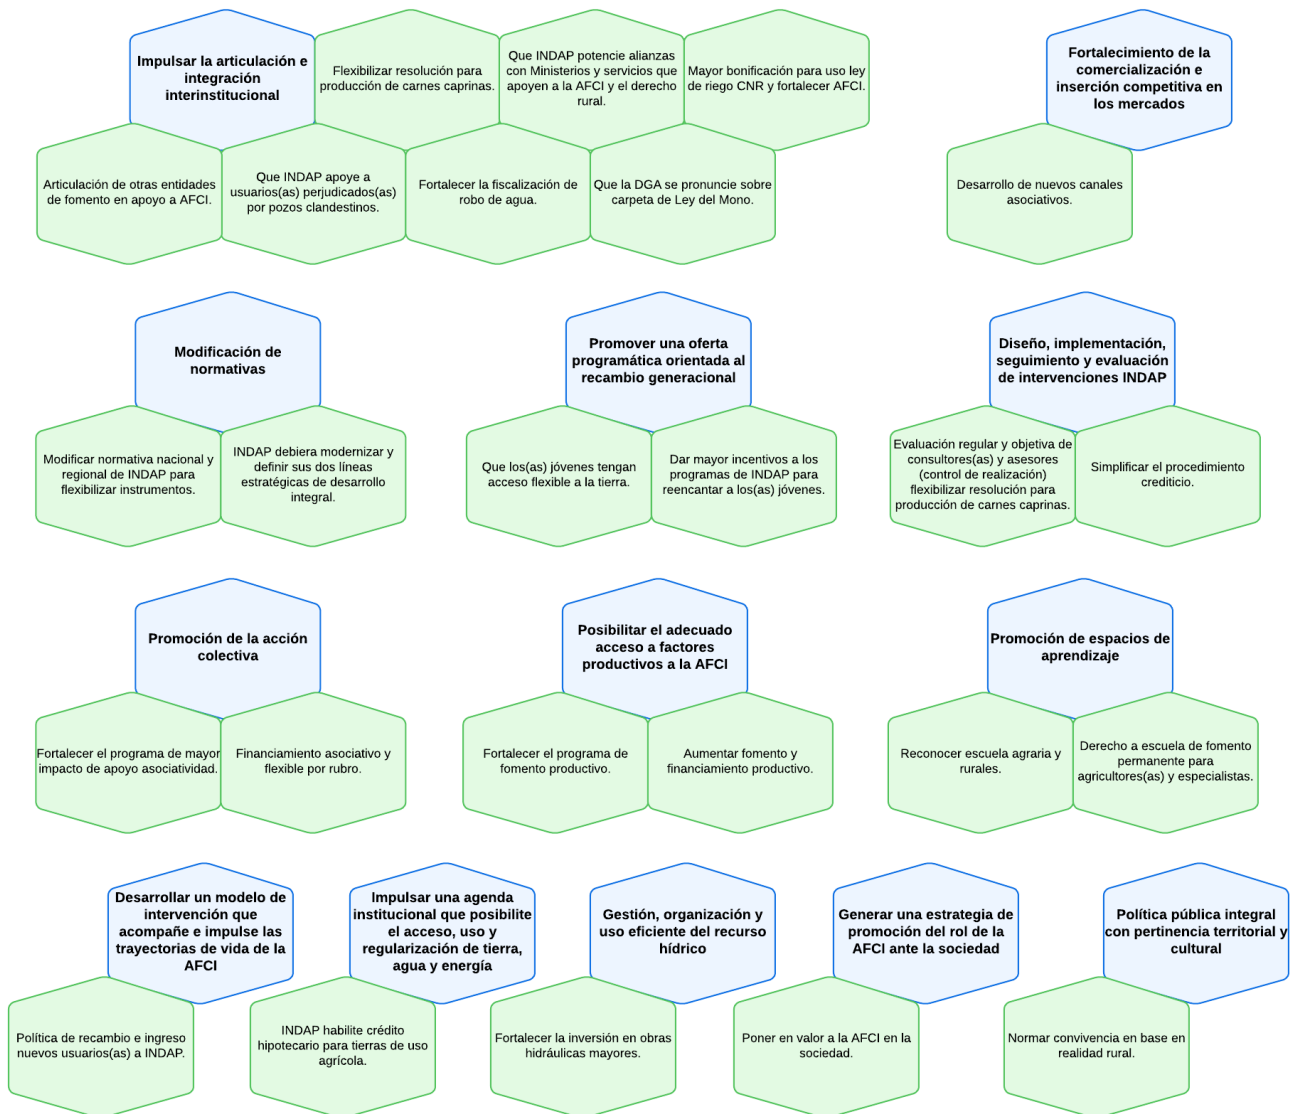 Impulsar la articulación e
integración
interinstitucional
Flexibilizar resolución para
producción de carnes caprinas.
Que INDAP potencie alianzas
con Ministerios y servicios que
apoyen a la AFCI y el derecho
rural.
Mayor bonificación para uso ley
de riego CNR y fortalecer AFCI.
Articulación de otras entidades
de fomento en apoyo a AFCI.
Que INDAP apoye a
usuarios(as) perjudicados(as)
por pozos clandestinos.
Fortalecer la fiscalización de
robo de agua.
Que la DGA se pronuncie sobre
carpeta de Ley del Mono.
Fortalecimiento de la
comercialización e
inserción competitiva en
los mercados
Desarrollo de nuevos canales
asociativos.
Modificación de
normativas
Modificar normativa nacional y
regional de INDAP para
flexibilizar instrumentos.
INDAP debiera modernizar y
definir sus dos líneas
estratégicas de desarrollo
integral.
Promover una oferta
programática orientada al
recambio generacional
Que los(as) jóvenes tengan
acceso flexible a la tierra.
Dar mayor incentivos a los
programas de INDAP para
reencantar a los(as) jóvenes.
Diseño, implementación,
seguimiento y evaluación
de intervenciones INDAP
Evaluación regular y objetiva de
consultores(as) y asesores
(control de realización)
flexibilizar resolución para
producción de carnes caprinas.
Simplificar el procedimiento
crediticio.
Promoción de la acción
colectiva
Fortalecer el programa de mayor
impacto de apoyo asociatividad.
Financiamiento asociativo y
flexible por rubro.
Posibilitar el adecuado
acceso a factores
productivos a la AFCI
Fortalecer el programa de
fomento productivo.
Aumentar fomento y
financiamiento productivo.
Promoción de espacios de
aprendizaje
Reconocer escuela agraria y
rurales.
Derecho a escuela de fomento
permanente para
agricultores(as) y especialistas.
Desarrollar un modelo de
intervención que
acompañe e impulse las
trayectorias de vida de la
AFCI
Política de recambio e ingreso
nuevos usuarios(as) a INDAP.
Impulsar una agenda
institucional que posibilite
el acceso, uso y
regularización de tierra,
agua y energía
INDAP habilite crédito
hipotecario para tierras de uso
agrícola.
Gestión, organización y
uso eficiente del recurso
hídrico
Fortalecer la inversión en obras
hidráulicas mayores.
Generar una estrategia de
promoción del rol de la
AFCI ante la sociedad
Poner en valor a la AFCI en la
sociedad.
Política pública integral
con pertinencia territorial y
cultural
Normar convivencia en base en
realidad rural.